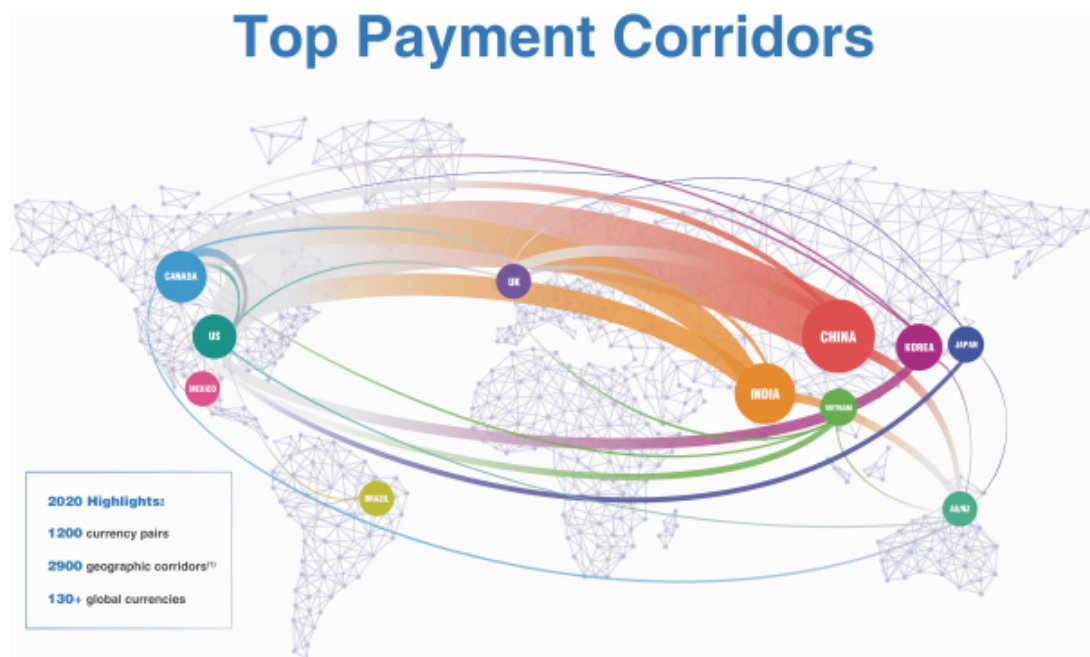 Top Payment Corridors
CANADA
UK
US
CHINA
KOREA
JAPAN
MEXICO
INDIA
VIETNAM
BRAZIL
AU/NZ
2020 Highlights:
1200 currency pairs
2900 geographic corridors(1)
130+ global currencies